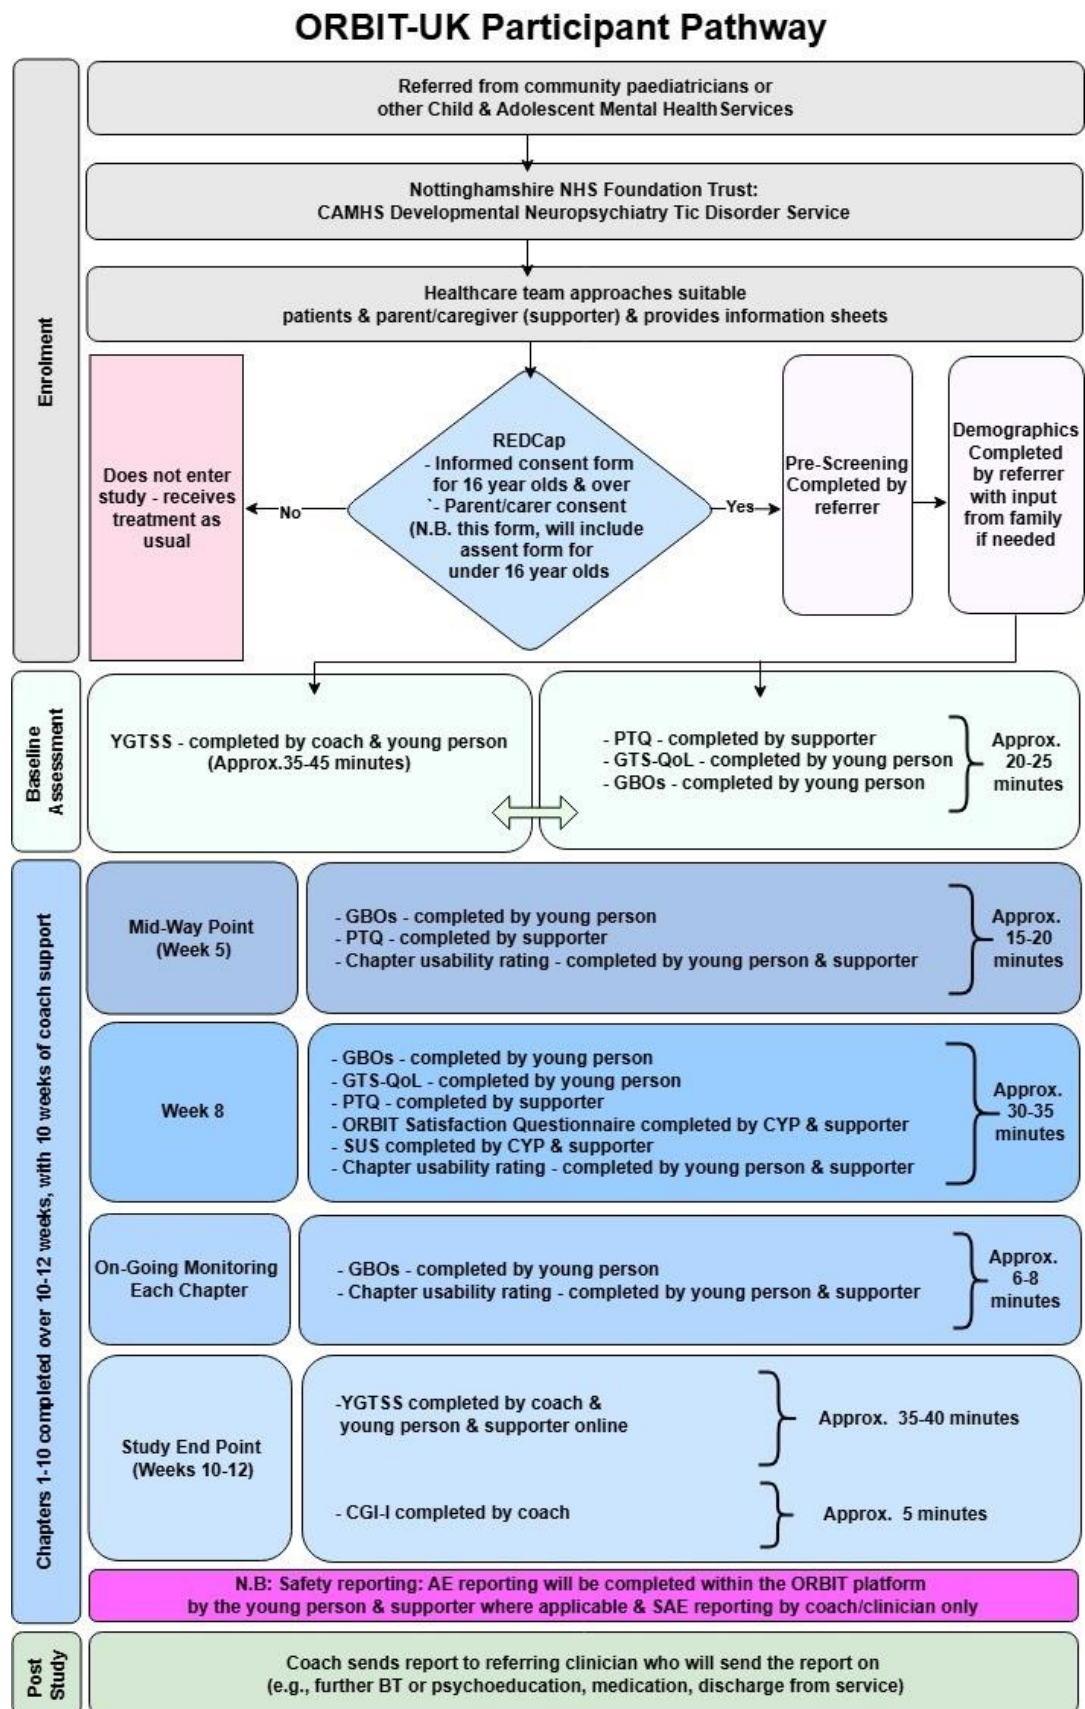 ORBIT-UK Participant Pathway
Enrolment
Referred from community paediatricians or
other Child & Adolescent Mental Health Services
Nottinghamshire NHS Foundation Trust:
CAMHS Developmental Neuropsychiatry Tic Disorder Service
Healthcare team approaches suitable
patients & parent/caregiver (supporter) & provides information sheets
Does not enter
study - receives
treatment as
usual
No
REDCap
- Informed consent form
for 16 year olds & over
`- Parent/carer consent
(N.B. this form, will include
assent form for
under 16 year olds
Yes
Pre-Screening
Completed by
referrer
Demographics
Completed
by referrer
with input
from family
if needed
Baseline
Assessment
YGTSS - completed by coach & young person
(Approx.35-45 minutes)
- PTQ - completed by supporter
- GTS-QoL - completed by young person
- GBOs - completed by young person
Approx.
20-25
minutes
Chapters 1-10 completed over 10-12 weeks, with 10 weeks of coach support
Mid-Way Point
(Week 5)
- GBOs - completed by young person
- PTQ - completed by supporter
- Chapter usability rating - completed by young person & supporter
Approx.
15-20
minutes
Week 8
- GBOs - completed by young person
- GTS-QoL - completed by young person
- PTQ - completed by supporter
- ORBIT Satisfaction Questionnaire completed by CYP & supporter
- SUS completed by CYP & supporter
- Chapter usability rating - completed by young person & supporter
Approx.
30-35
minutes
On-Going Monitoring
Each Chapter
- GBOs - completed by young person
- Chapter usability rating - completed by young person & supporter
Approx.
6-8
minutes
Study End Point
(Weeks 10-12)
-YGTSS completed by coach &
young person & supporter online
Approx. 35-40 minutes
- CGI-I completed by coach
Approx. 5 minutes
N.B: Safety reporting: AE reporting will be completed within the ORBIT platform
by the young person & supporter where applicable & SAE reporting by coach/clinician only
Post
Study
Coach sends report to referring clinician who will send the report on
(e.g., further BT or psychoeducation, medication, discharge from service)